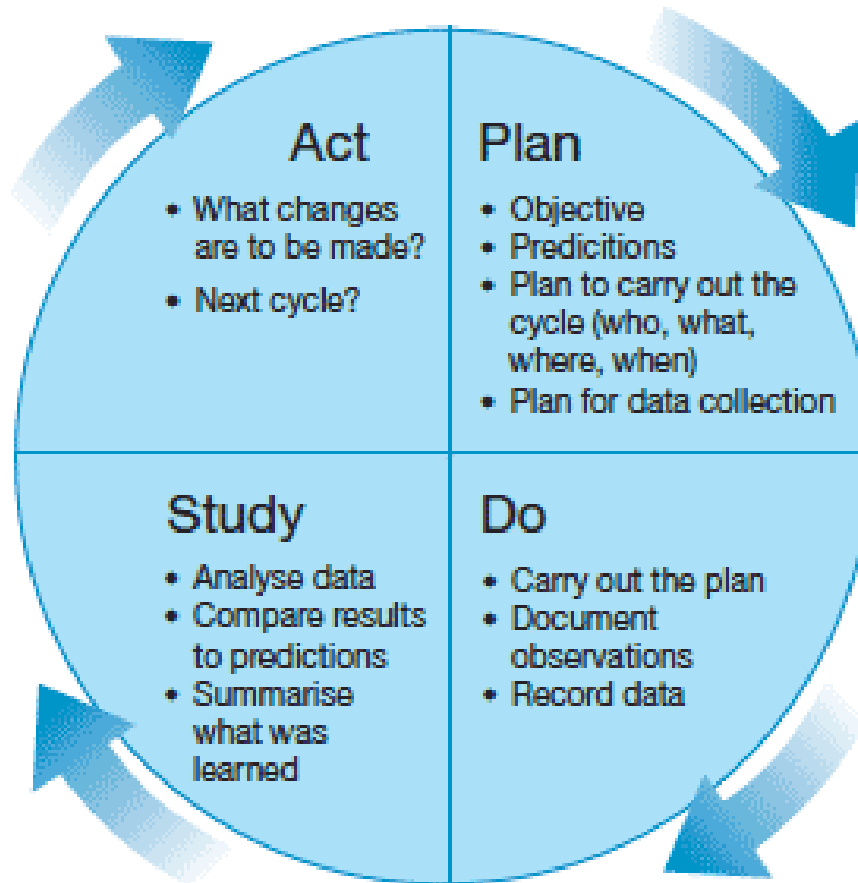 Act
• What changes
are to be made?
• Next cycle?
Plan
• Objective
• Predicitions
• Plan to carry out the
cycle (who, what,
where, when)
• Plan for data collection
Study
• Analyse data
• Compare results
to predictions
• Summarise
what was
learned
Do
• Carry out the plan
• Document
observations
• Record data